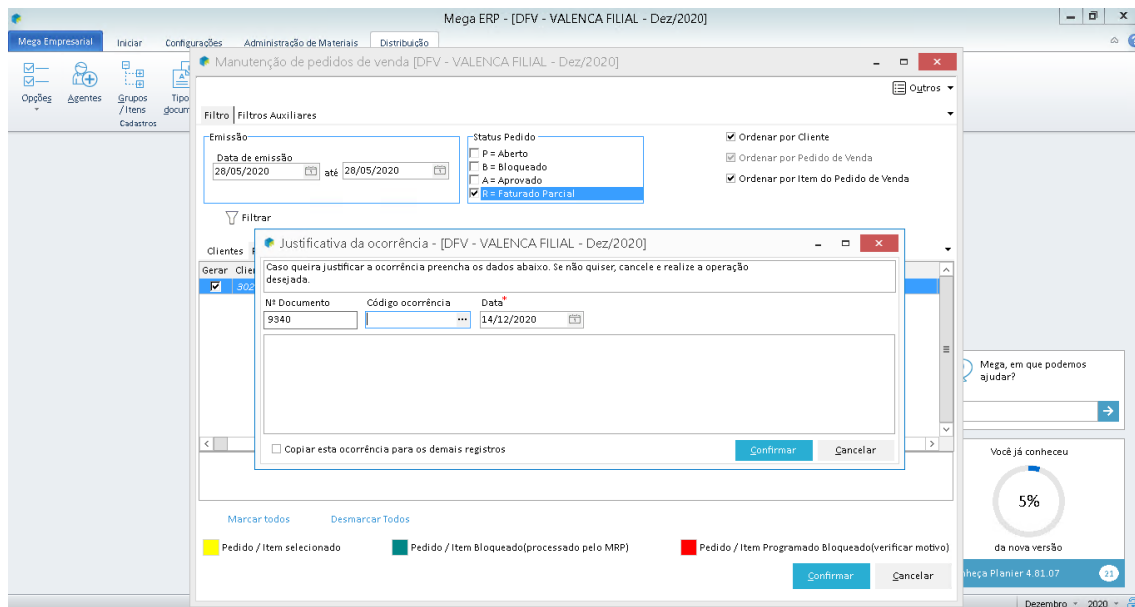 Mega ERP - [DFV - VALENCA FILIAL - Dez/2020]
Mega Empresarial Iniciar Configurações Administração de Materiais Distribuição
Opções Agentes Grupos / Itens Tipo docum
Cadastros
Manutenção de pedidos de venda [DFV - VALENCA FILIAL - Dez/2020]
Outros
Filtro Filtros Auxiliares
Emissão
Data de emissão
28/05/2020 até 28/05/2020
Status Pedido
P = Aberto
B = Bloqueado
A = Aprovado
R = Faturado Parcial
Ordenar por Cliente
Ordenar por Pedido de Venda
Ordenar por Item do Pedido de Venda
Filtrar
Clientes
Gerar Clie
302
Justificativa da ocorrência - [DFV - VALENCA FILIAL - Dez/2020]
Caso queira justificar a ocorrência preencha os dados abaixo. Se não quiser, cancele e realize a operação
desejada.
Nº Documento Código ocorrência Data*
9340 ... 14/12/2020
Copiar esta ocorrência para os demais registros
Confirmar Cancelar
Marcar todos Desmarcar Todos
Pedido / Item selecionado Pedido / Item Bloqueado(processado pelo MRP) Pedido / Item Programado Bloqueado(verificar motivo)
Confirmar Cancelar
Mega, em que podemos
ajudar?
Você já conheceu
5%
da nova versão
nheça Planier 4.81.07 21
Dezembro 2020